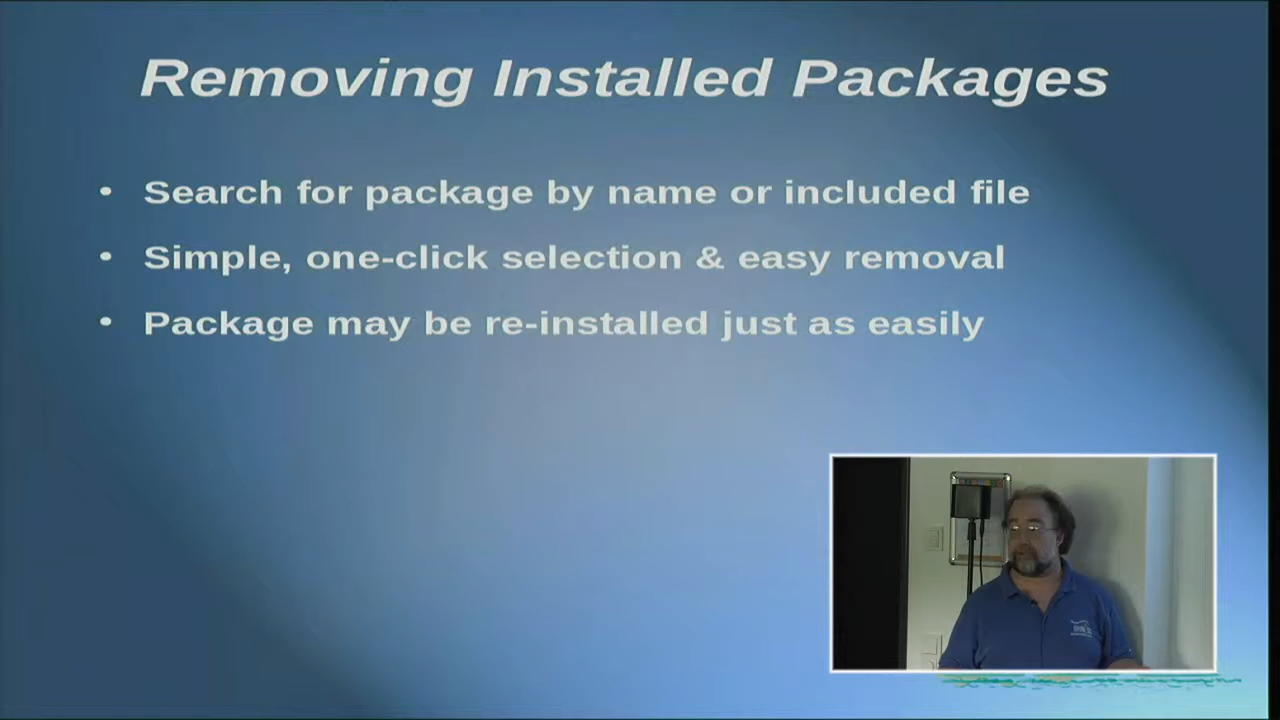 Removing Installed Packages
• Search for package by name or included file
• Simple, one-click selection & easy removal
• Package may be re-installed just as easily